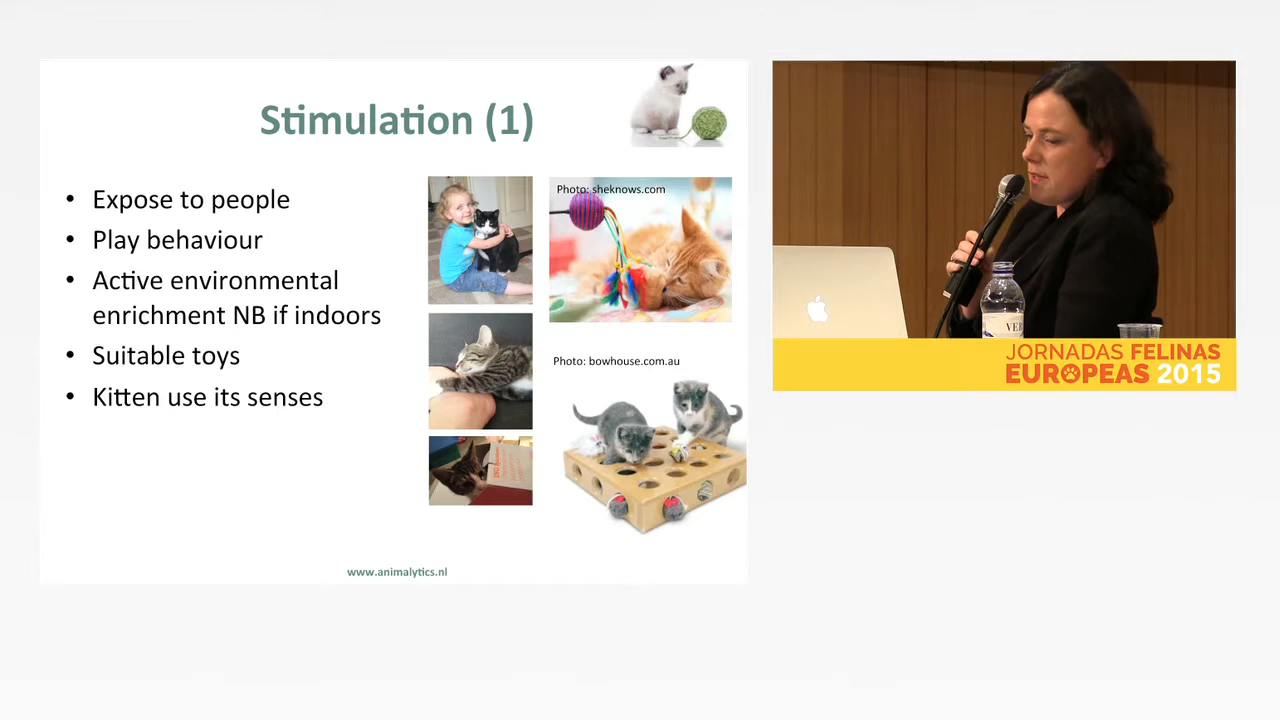 Stimulation (1)
• Expose to people
• Play behaviour
• Active environmental
enrichment NB if indoors
• Suitable toys
• Kitten use its senses
Photo: sheknows.com
Photo: bowhouse.com.au
www.animalytics.nl
VER
JORNADAS FELINAS
EUROPEAS 2015